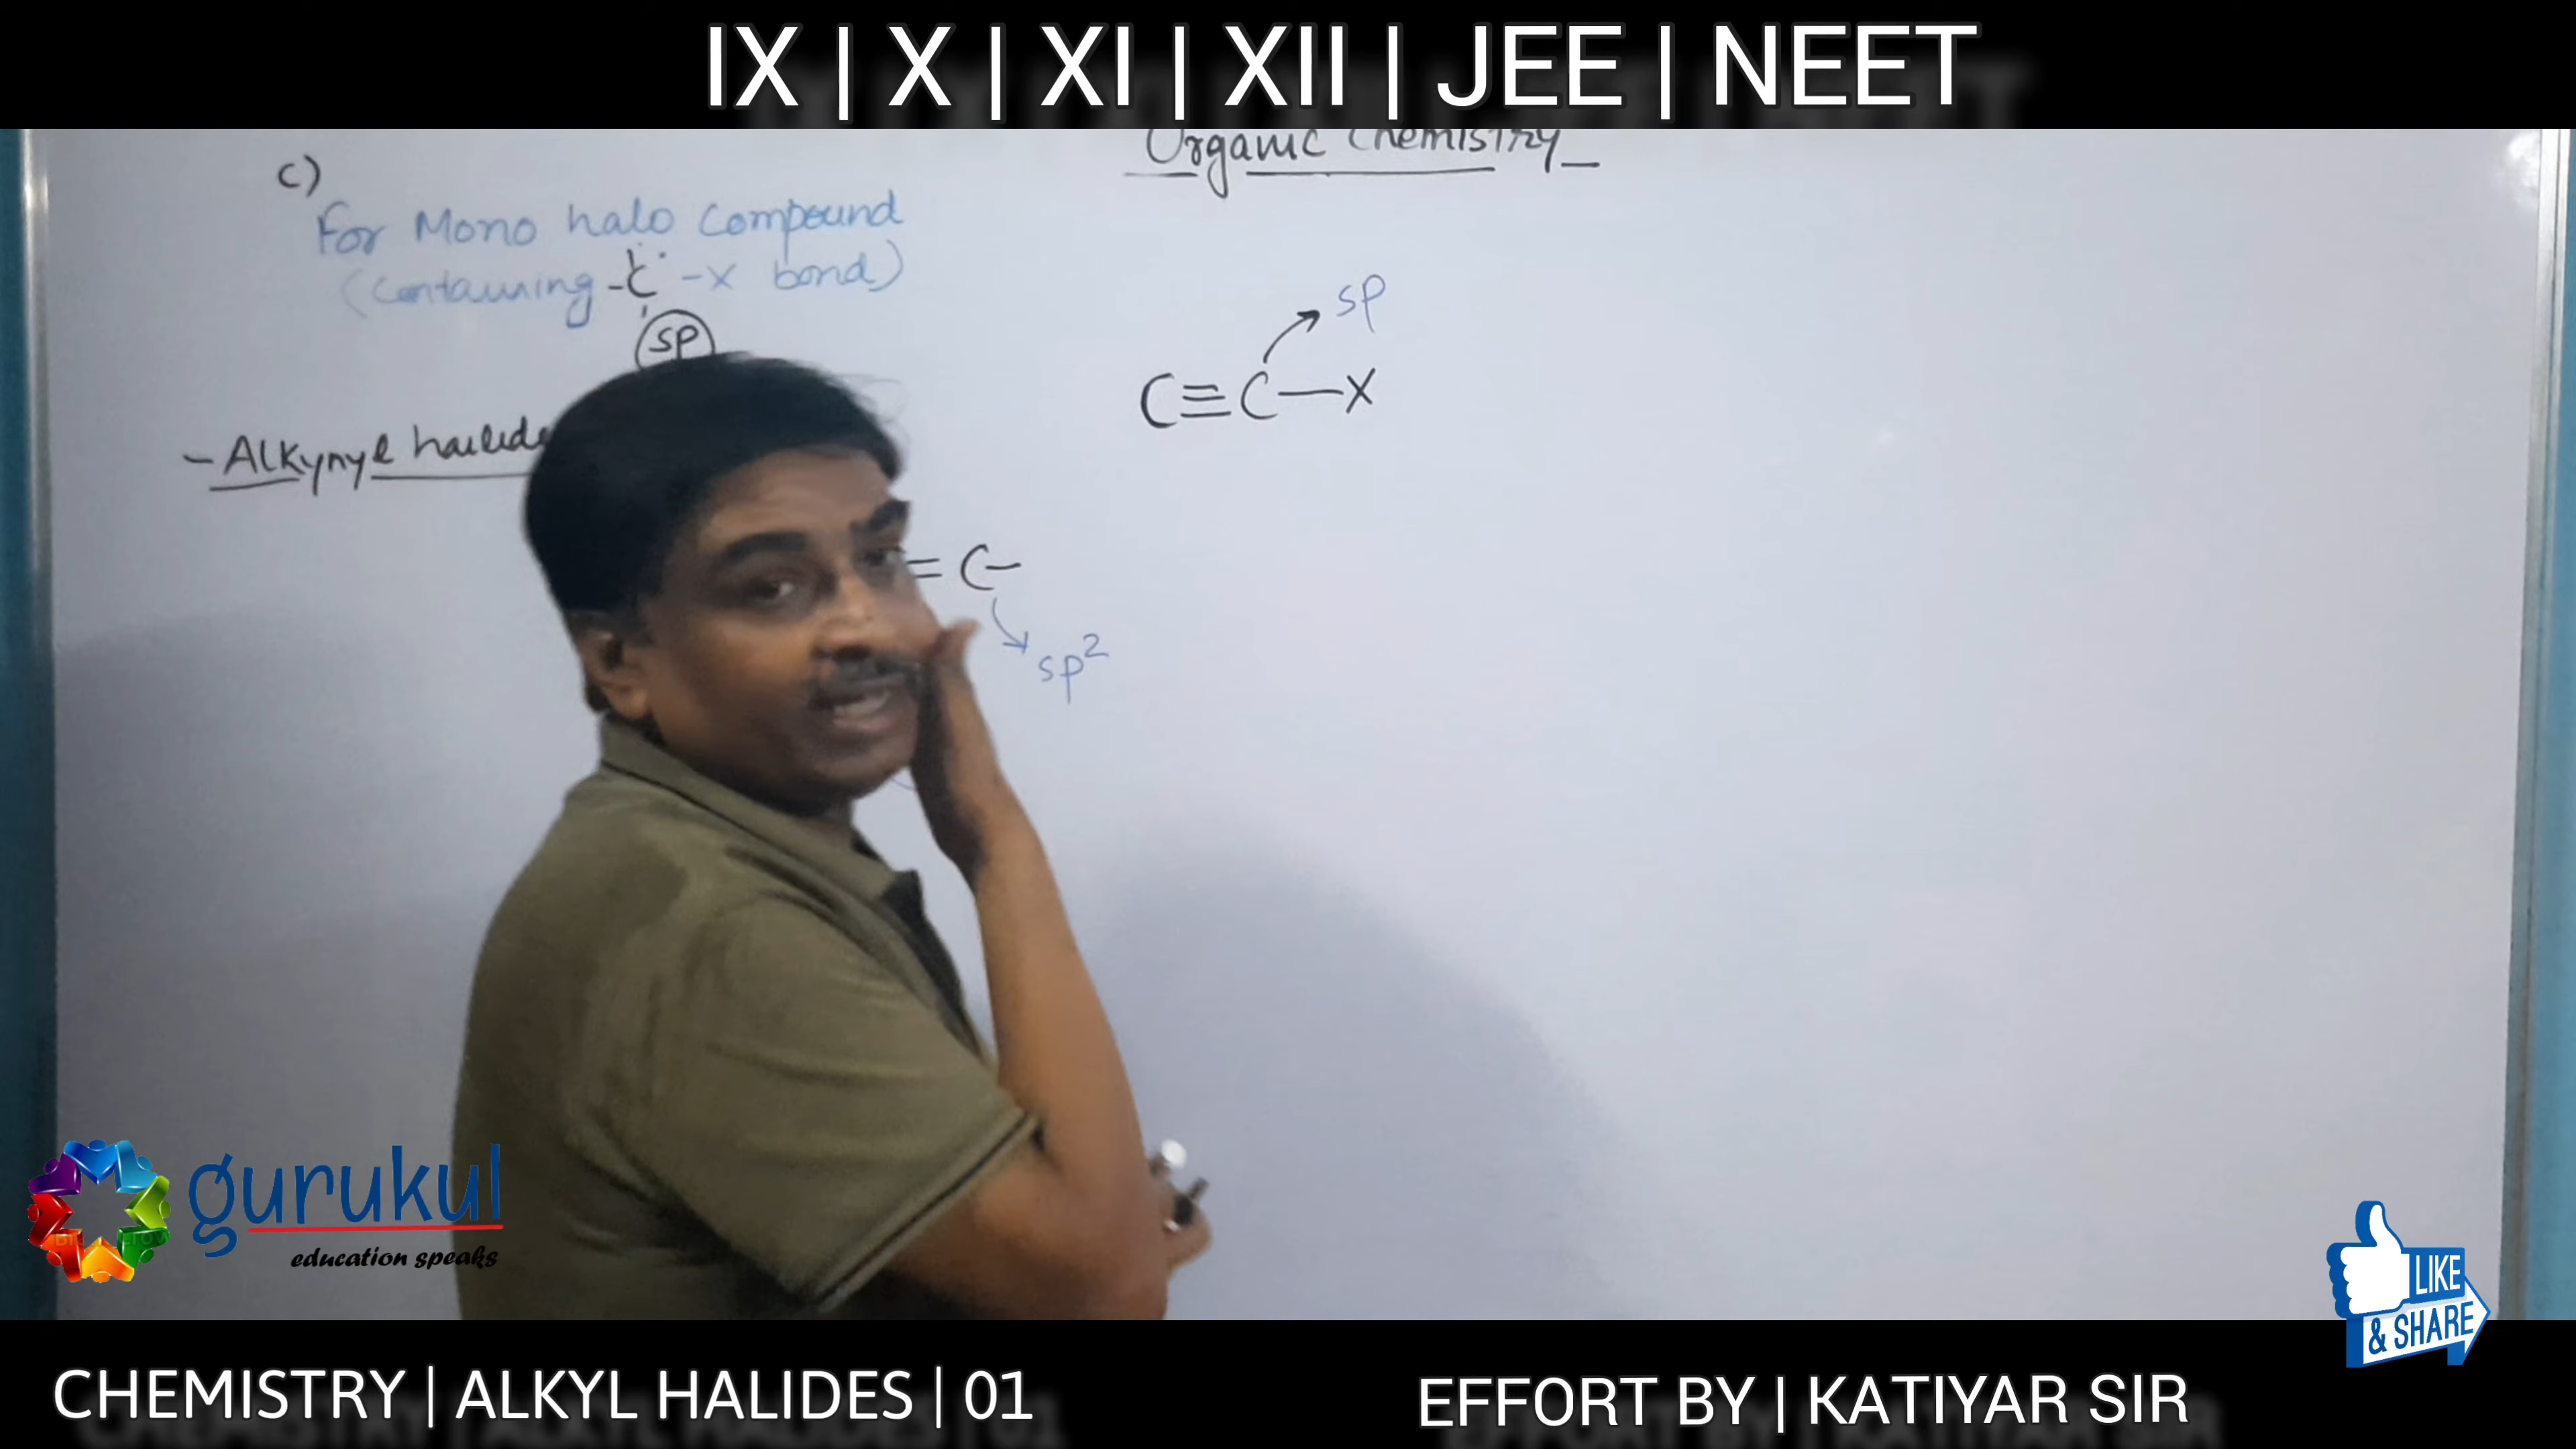 IX | X | XI | XII | JEE | NEET
Organic Chemistry
C)
For Mono halo Compound
(Containing -C-X bond)
SP
- Alkynyl
sp
C≡C-X
= C-
sp²
gurukul
education speaks
LIKE
& SHARE
CHEMISTRY | ALKYL HALIDES | 01
EFFORT BY | KATIYAR SIR